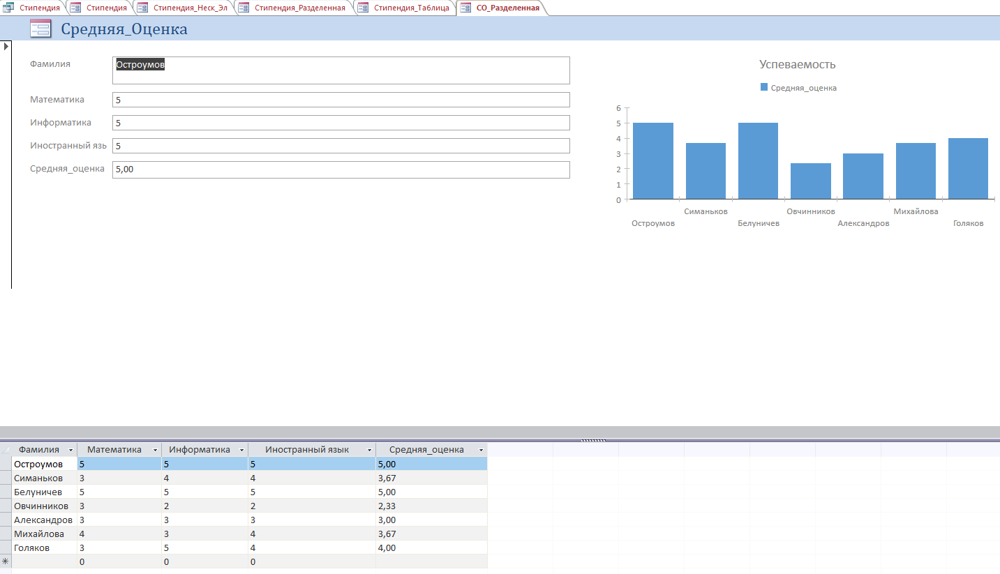 Стипендия Стипендия Стипендия_Неск_Эл Стипендия_Разделенная Стипендия_Таблица СО_Разделенная
Средняя_Оценка
Фамилия Остроумов
Математика 5
Информатика 5
Иностранный язь 5
Средняя_оценка 5,00
Успеваемость
Средняя_оценка
6
5
4
3
2
1
0
Симаньков Овчинников Михайлова
Остроумов Белуничев Александров Голяков
Фамилия Математика Информатика Иностранный язык Средняя_оценка
Остроумов 5 5 5 5,00
Симаньков 3 4 4 3,67
Белуничев 5 5 5 5,00
Овчинников 3 2 2 2,33
Александров 3 3 3 3,00
Михайлова 4 3 4 3,67
Голяков 3 5 4 4,00
0 0 0